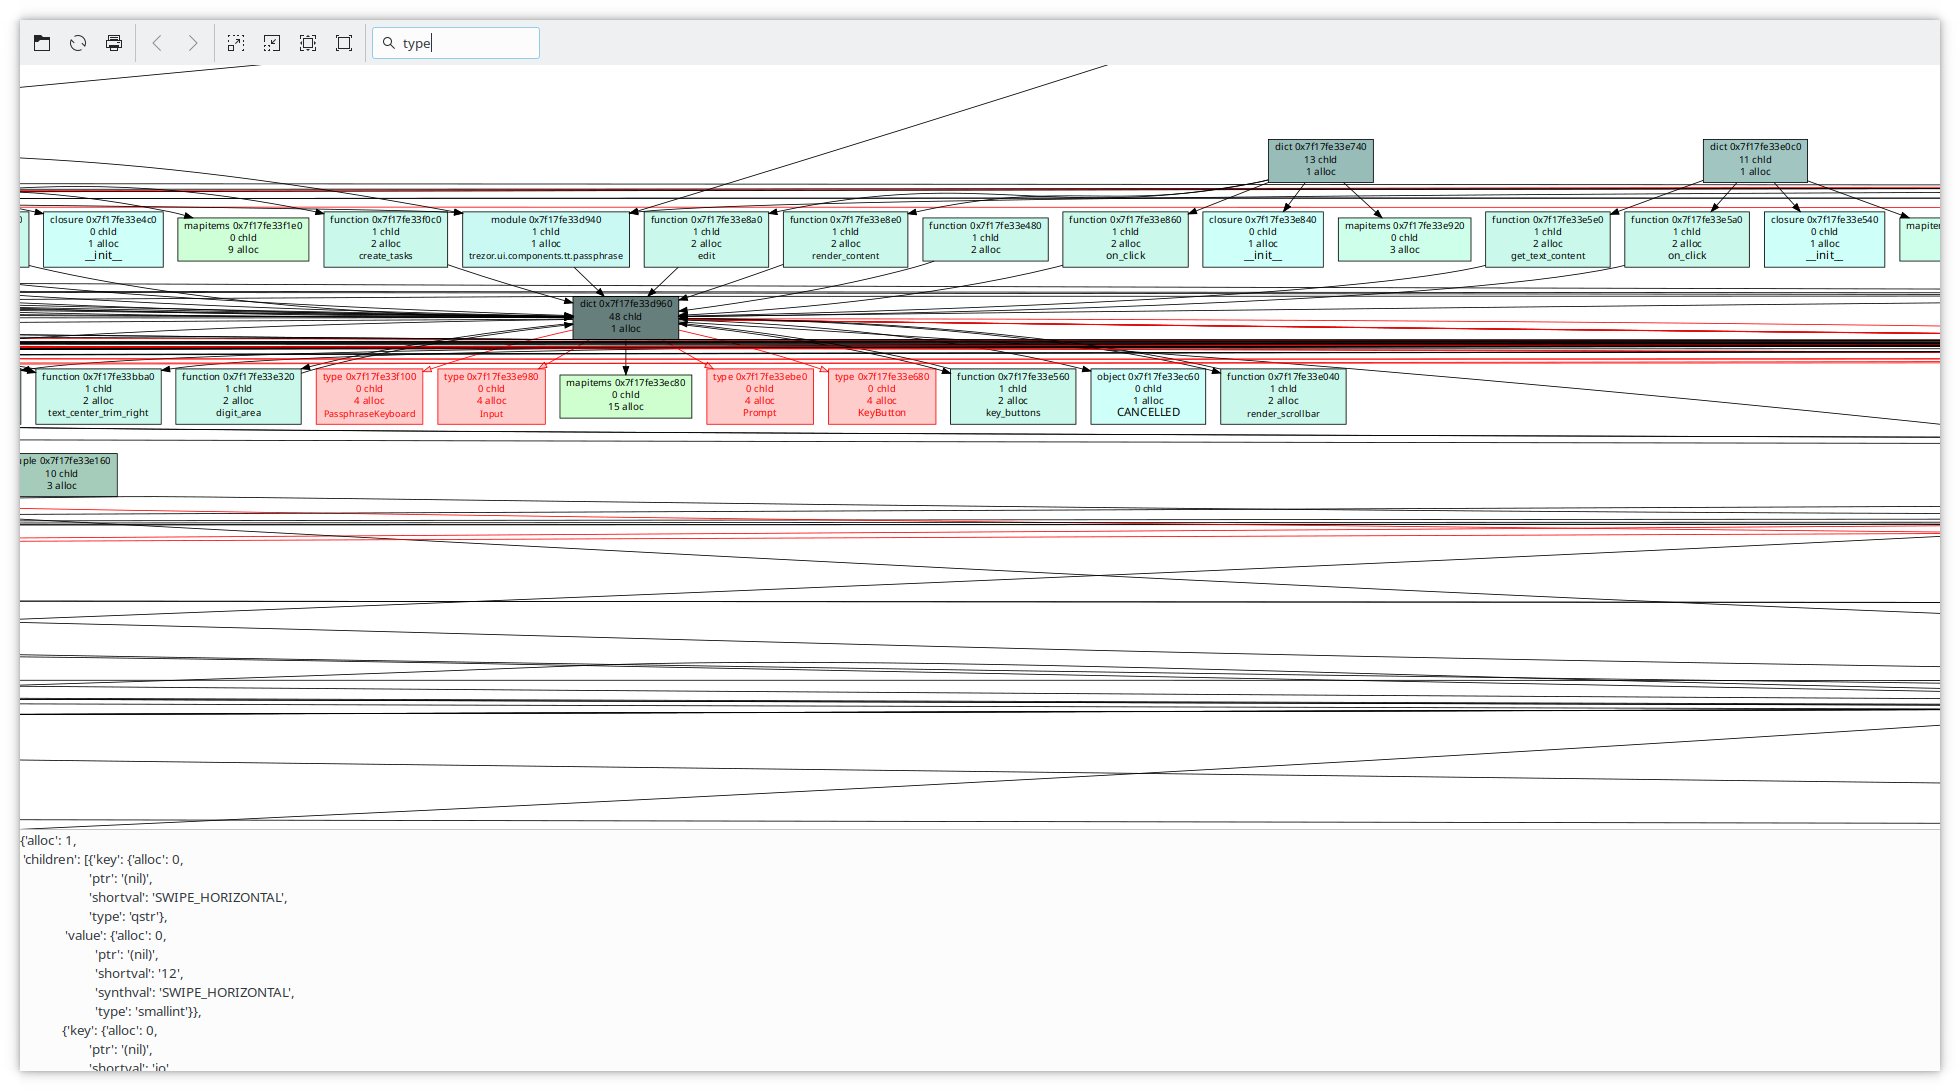 type
dict 0x7f17fe33e740
13 chld
1 alloc
dict 0x7f17fe33e0c0
11 chld
1 alloc
closure 0x7f17fe33e4c0
0 chld
1 alloc
__init__
mapitems 0x7f17fe33f1e0
0 chld
9 alloc
function 0x7f17fe33f0c0
1 chld
2 alloc
create_tasks
module 0x7f17fe33d940
1 chld
1 alloc
trezor.ui.components.tt.passphrase
function 0x7f17fe33e8a0
1 chld
2 alloc
edit
function 0x7f17fe33e8e0
1 chld
2 alloc
render_content
function 0x7f17fe33e480
1 chld
2 alloc
function 0x7f17fe33e860
1 chld
2 alloc
on_click
closure 0x7f17fe33e840
0 chld
1 alloc
__init__
mapitems 0x7f17fe33e920
0 chld
3 alloc
function 0x7f17fe33e5e0
1 chld
2 alloc
get_text_content
function 0x7f17fe33e5a0
1 chld
2 alloc
on_click
closure 0x7f17fe33e540
0 chld
1 alloc
__init__
dict 0x7f17fe33d960
48 chld
1 alloc
function 0x7f17fe33bba0
1 chld
2 alloc
text_center_trim_right
function 0x7f17fe33e320
1 chld
2 alloc
digit_area
type 0x7f17fe33f100
0 chld
4 alloc
PassphraseKeyboard
type 0x7f17fe33e980
0 chld
4 alloc
Input
mapitems 0x7f17fe33ec80
0 chld
15 alloc
type 0x7f17fe33ebe0
0 chld
4 alloc
Prompt
type 0x7f17fe33e680
0 chld
4 alloc
KeyButton
function 0x7f17fe33e560
1 chld
2 alloc
key_buttons
object 0x7f17fe33ec60
0 chld
1 alloc
CANCELLED
function 0x7f17fe33e040
1 chld
2 alloc
render_scrollbar
0x7f17fe33e160
10 chld
3 alloc
{'alloc': 1,
'children': [{'key': {'alloc': 0,
'ptr': '(nil)',
'shortval': 'SWIPE_HORIZONTAL',
'type': 'qstr'},
'value': {'alloc': 0,
'ptr': '(nil)',
'shortval': '12',
'synthval': 'SWIPE_HORIZONTAL',
'type': 'smallint'}},
{'key': {'alloc': 0,
'ptr': '(nil)',
'shortval': 'io'